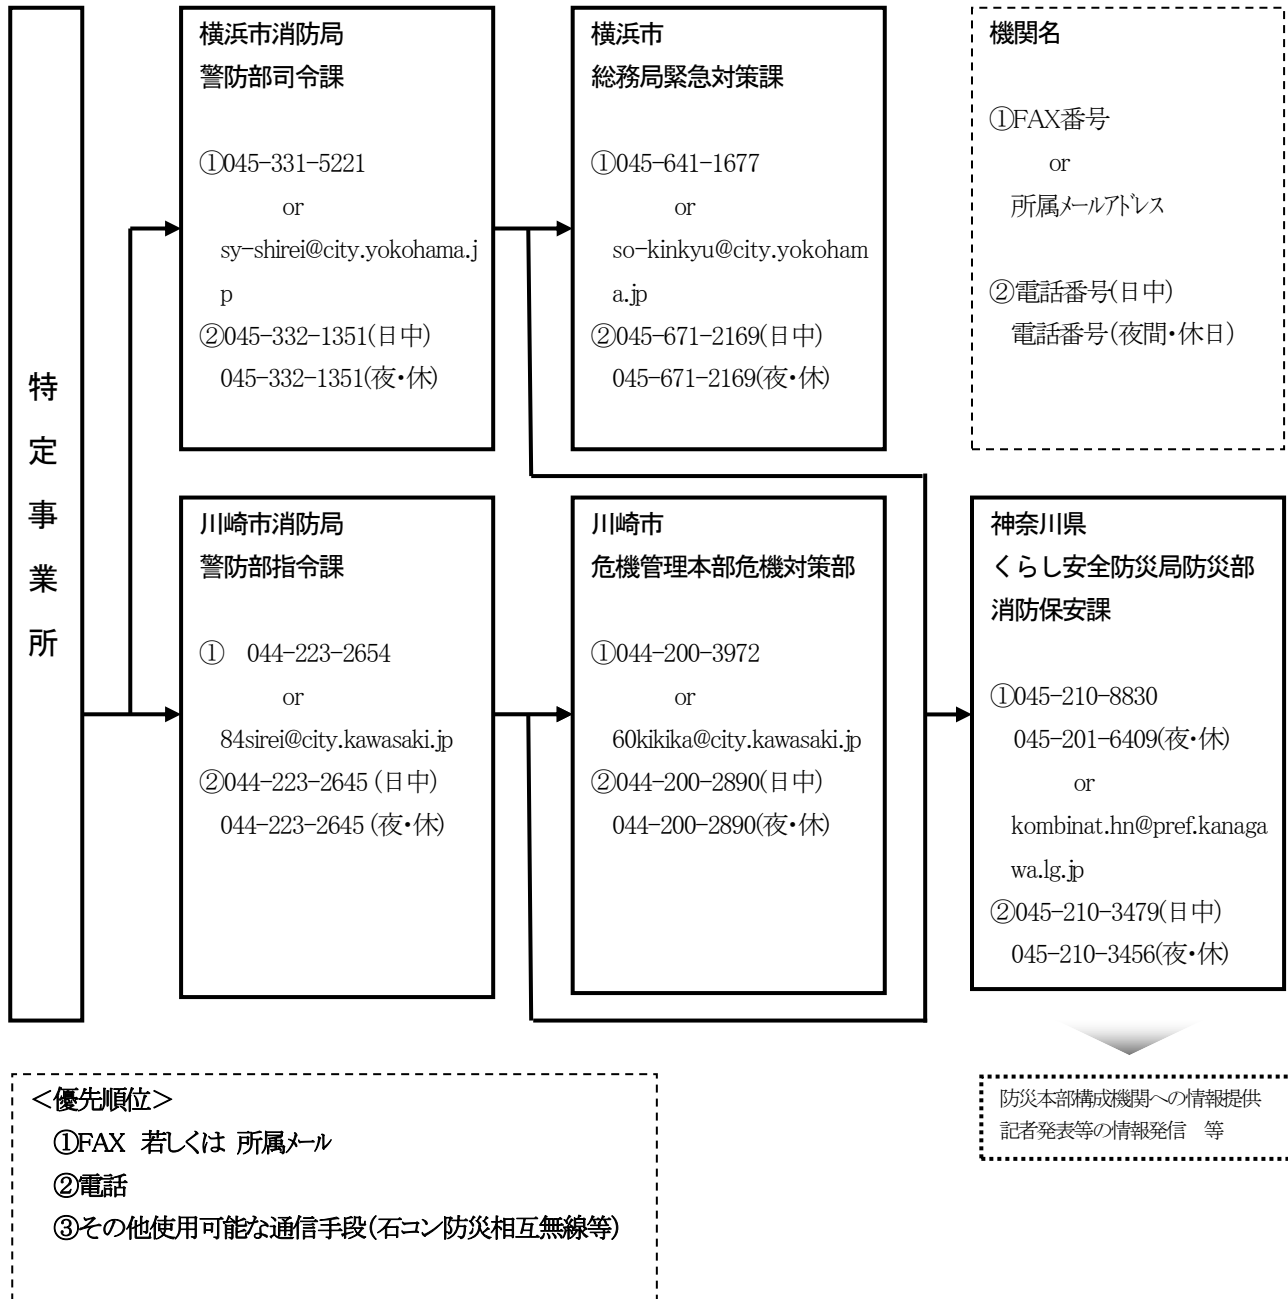 特定事業所
横浜市消防局
警防部司令課
①045-331-5221
or
sy-shirei@city.yokohama.j
p
②045-332-1351(日中)
045-332-1351(夜・休)
横浜市
総務局緊急対策課
①045-641-1677
or
so-kinkyu@city.yokoham
a.jp
②045-671-2169(日中)
045-671-2169(夜・休)
機関名
①FAX番号
or
所属メールアドレス
②電話番号(日中)
電話番号(夜間・休日)
川崎市消防局
警防部指令課
①　044-223-2654
or
84sirei@city.kawasaki.jp
②044-223-2645 (日中)
044-223-2645 (夜・休)
川崎市
危機管理本部危機対策部
①044-200-3972
or
60kikika@city.kawasaki.jp
②044-200-2890(日中)
044-200-2890(夜・休)
神奈川県
くらし安全防災局防災部
消防保安課
①045-210-8830
045-201-6409(夜・休)
or
kombinat.hn@pref.kanaga
wa.lg.jp
②045-210-3479(日中)
045-210-3456(夜・休)
防災本部構成機関への情報提供
記者発表等の情報発信　等
＜優先順位＞
①FAX 若しくは 所属メール
②電話
③その他使用可能な通信手段(石コン防災相互無線等)